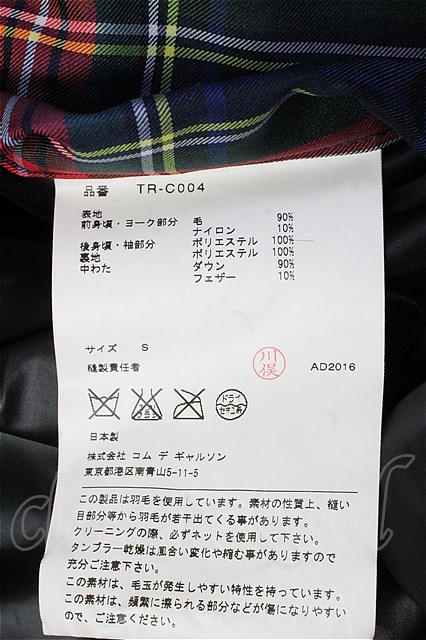 品番 TR-C004
表地
前身頃・ヨーク部分 毛 90%
ナイロン 10%
後身頃・袖部分 ポリエステル 100%
裏地 ポリエステル 100%
中わた ダウン 90%
フェザー 10%
サイズ S
縫製責任者 川俣 AD2016
ドライ
セキユ系
日本製
株式会社 コム デ ギャルソン
東京都港区南青山5-11-5
この製品は羽毛を使用しています。素材の性質上、縫い
目部分等から羽毛が若干出てくる事があります。
クリーニングの際、必ずネットを使用して下さい。
タンブラー乾燥は風合い変化や縮む事がありますので
充分ご注意下さい。
この素材は、毛玉が発生しやすい特性を持っています。
この素材は、頻繁に擦られる部分などが傷になりやすい
ので、ご注意ください。